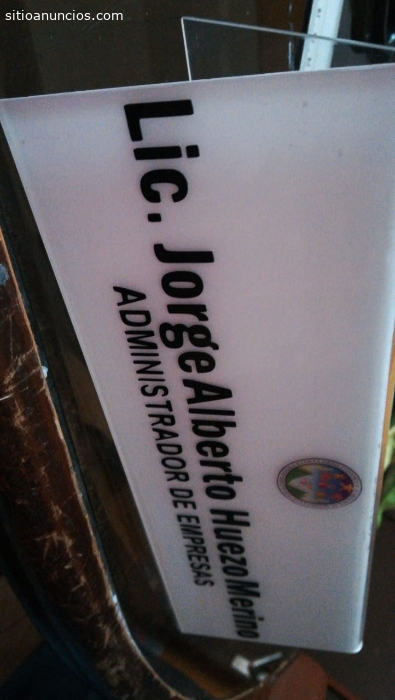 sitioanuncios.com
Lic. Jorge Alberto Huezo Merino
ADMINISTRADOR DE EMPRESAS